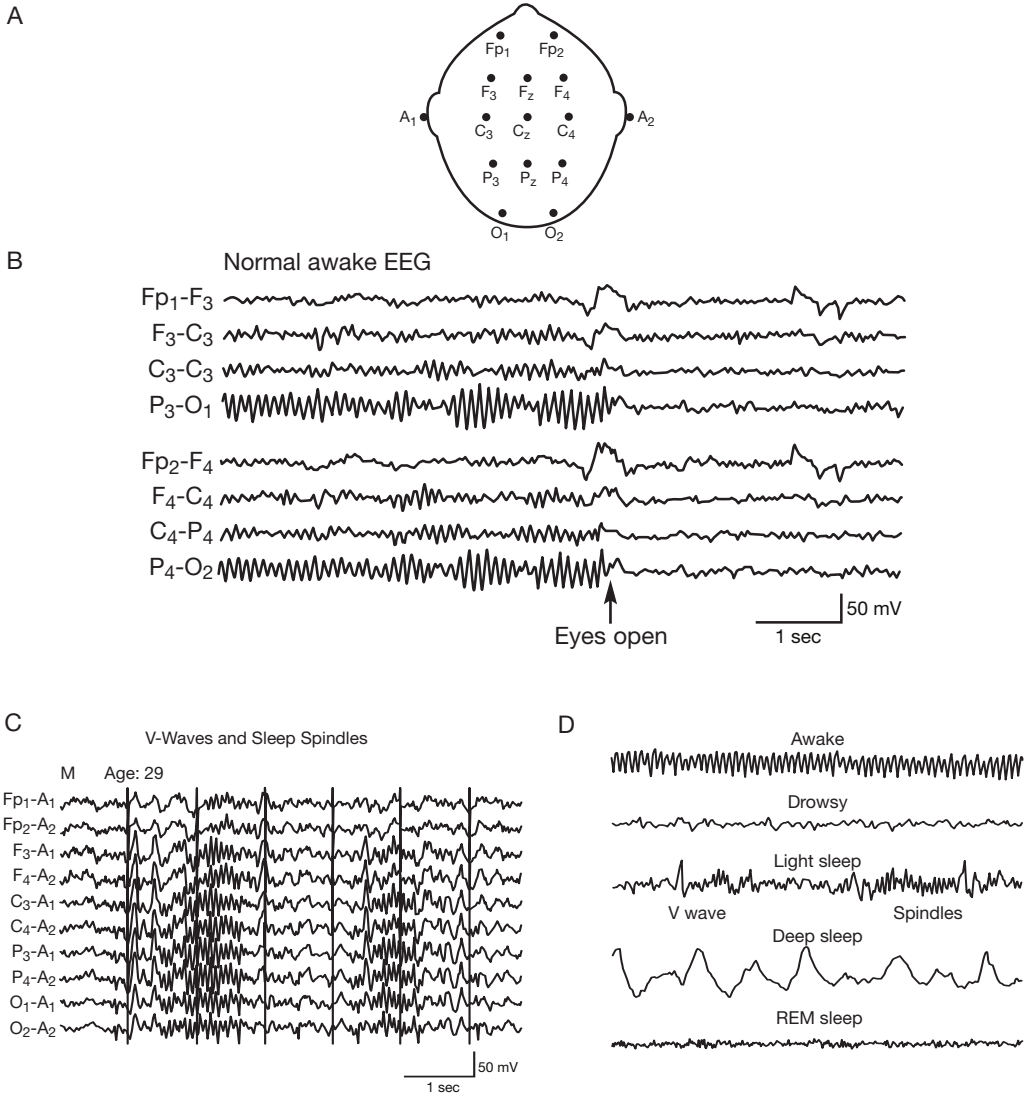 A
Fp1 Fp2
F3 Fz F4
A1 C3 Cz C4 A2
P3 Pz P4
O1 O2
B
Normal awake EEG
Fp1-F3
F3-C3
C3-C3
P3-O1
Fp2-F4
F4-C4
C4-P4
P4-O2
50 mV
1 sec
Eyes open
C
V-Waves and Sleep Spindles
M Age: 29
Fp1-A1
Fp2-A2
F3-A1
F4-A2
C3-A1
C4-A2
P3-A1
P4-A2
O1-A1
O2-A2
50 mV
1 sec
D
Awake
Drowsy
Light sleep
V wave Spindles
Deep sleep
REM sleep